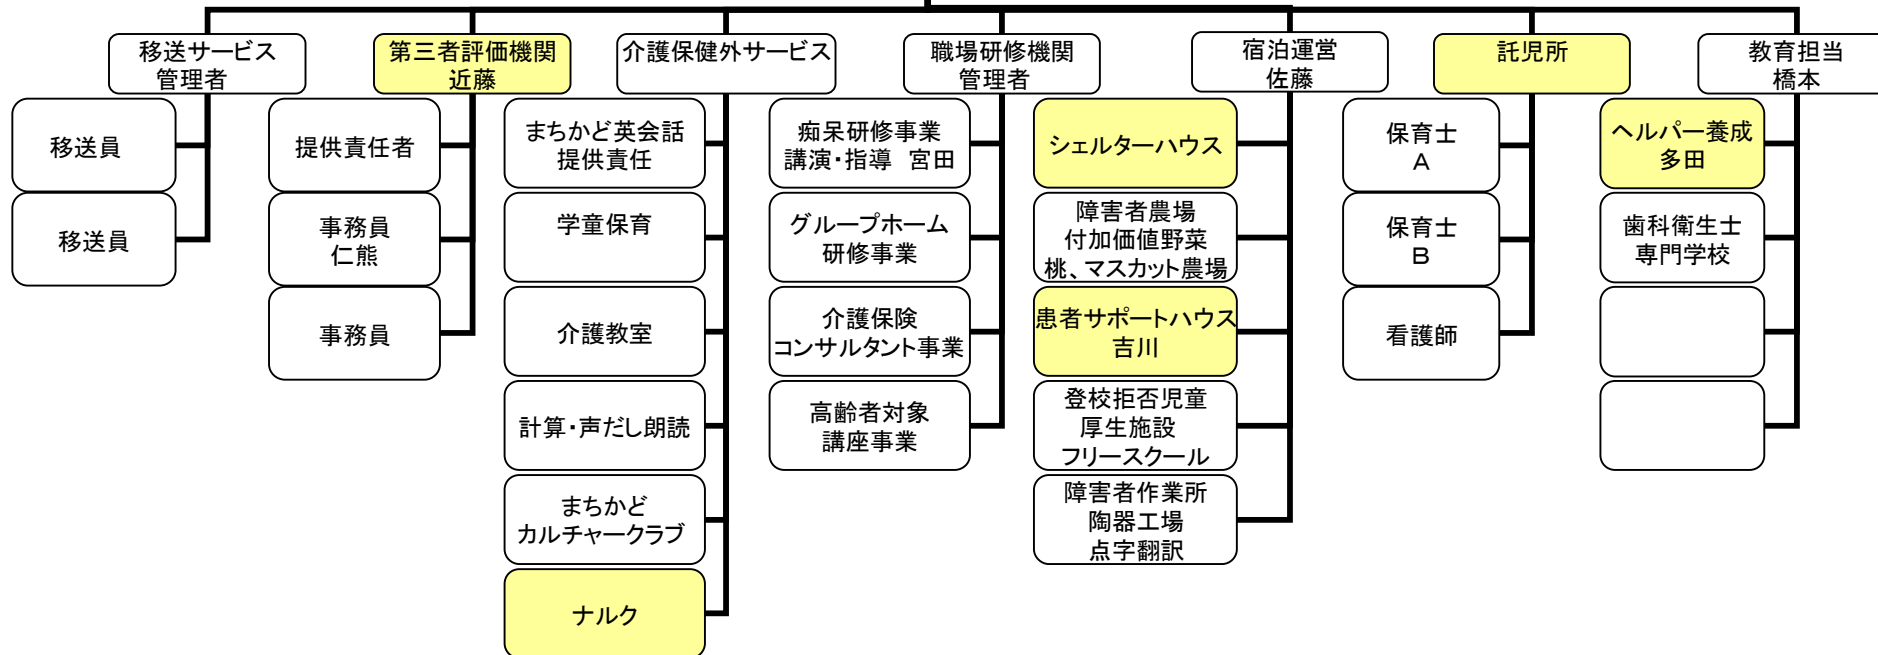 移送サービス
管理者
第三者評価機関
近藤
介護保健外サービス
職場研修機関
管理者
宿泊運営
佐藤
託児所
教育担当
橋本
移送員
移送員
提供責任者
事務員
仁熊
事務員
まちかど英会話
提供責任
学童保育
介護教室
計算・声だし朗読
まちかど
カルチャークラブ
ナルク
痴呆研修事業
講演・指導　宮田
グループホーム
研修事業
介護保険
コンサルタント事業
高齢者対象
講座事業
シェルターハウス
障害者農場
付加価値野菜
桃、マスカット農場
患者サポートハウス
吉川
登校拒否児童
厚生施設
フリースクール
障害者作業所
陶器工場
点字翻訳
保育士
A
保育士
B
看護師
ヘルパー養成
多田
歯科衛生士
専門学校